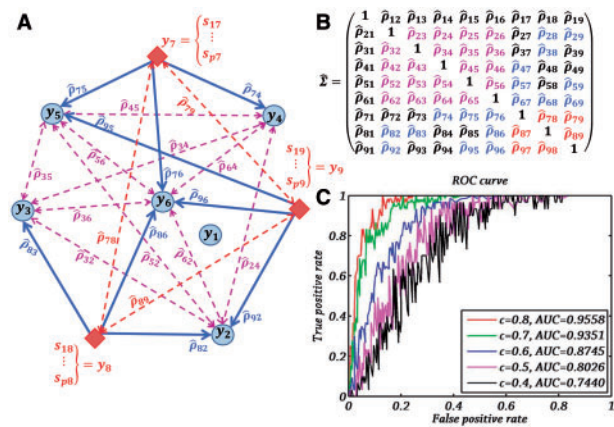 A
y₇ = { s₁₇ ⋮ s_p7
ρ̂₇₅
ρ̂₇₄
ρ̂₄₅
ρ̂₇₉
y₅
ρ̂₉₅
y₄
ρ̂₅₆
ρ̂₃₄
ρ̂₆₄
ρ̂₃₅
ρ̂₇₆
s₁₉ ⋮ s_p9 } = y₉
y₃
ρ̂₃₆
y₆
ρ̂₉₆
ρ̂₇₈
ρ̂₈₆
y₁
ρ̂₈₃
ρ̂₃₂
ρ̂₅₂
ρ̂₆₂
ρ̂₂₄
ρ̂₈₉
y₂
ρ̂₉₂
s₁₈ ⋮ s_p8 } = y₈
ρ̂₈₂
B
Σ̂ =
1 ρ̂₁₂ ρ̂₁₃ ρ̂₁₄ ρ̂₁₅ ρ̂₁₆ ρ̂₁₇ ρ̂₁₈ ρ̂₁₉
ρ̂₂₁ 1 ρ̂₂₃ ρ̂₂₄ ρ̂₂₅ ρ̂₂₆ ρ̂₂₇ ρ̂₂₈ ρ̂₂₉
ρ̂₃₁ ρ̂₃₂ 1 ρ̂₃₄ ρ̂₃₅ ρ̂₃₆ ρ̂₃₇ ρ̂₃₈ ρ̂₃₉
ρ̂₄₁ ρ̂₄₂ ρ̂₄₃ 1 ρ̂₄₅ ρ̂₄₆ ρ̂₄₇ ρ̂₄₈ ρ̂₄₉
ρ̂₅₁ ρ̂₅₂ ρ̂₅₃ ρ̂₅₄ 1 ρ̂₅₆ ρ̂₅₇ ρ̂₅₈ ρ̂₅₉
ρ̂₆₁ ρ̂₆₂ ρ̂₆₃ ρ̂₆₄ ρ̂₆₅ 1 ρ̂₆₇ ρ̂₆₈ ρ̂₆₉
ρ̂₇₁ ρ̂₇₂ ρ̂₇₃ ρ̂₇₄ ρ̂₇₅ ρ̂₇₆ 1 ρ̂₇₈ ρ̂₇₉
ρ̂₈₁ ρ̂₈₂ ρ̂₈₃ ρ̂₈₄ ρ̂₈₅ ρ̂₈₆ ρ̂₈₇ 1 ρ̂₈₉
ρ̂₉₁ ρ̂₉₂ ρ̂₉₃ ρ̂₉₄ ρ̂₉₅ ρ̂₉₆ ρ̂₉₇ ρ̂₉₈ 1
ROC curve
C
True positive rate
1
0.8
0.6
0.4
0.2
0
c=0.8, AUC=0.9558
c=0.7, AUC=0.9351
c=0.6, AUC=0.8745
c=0.5, AUC=0.8026
c=0.4, AUC=0.7440
0 0.2 0.4 0.6 0.8 1
False positive rate